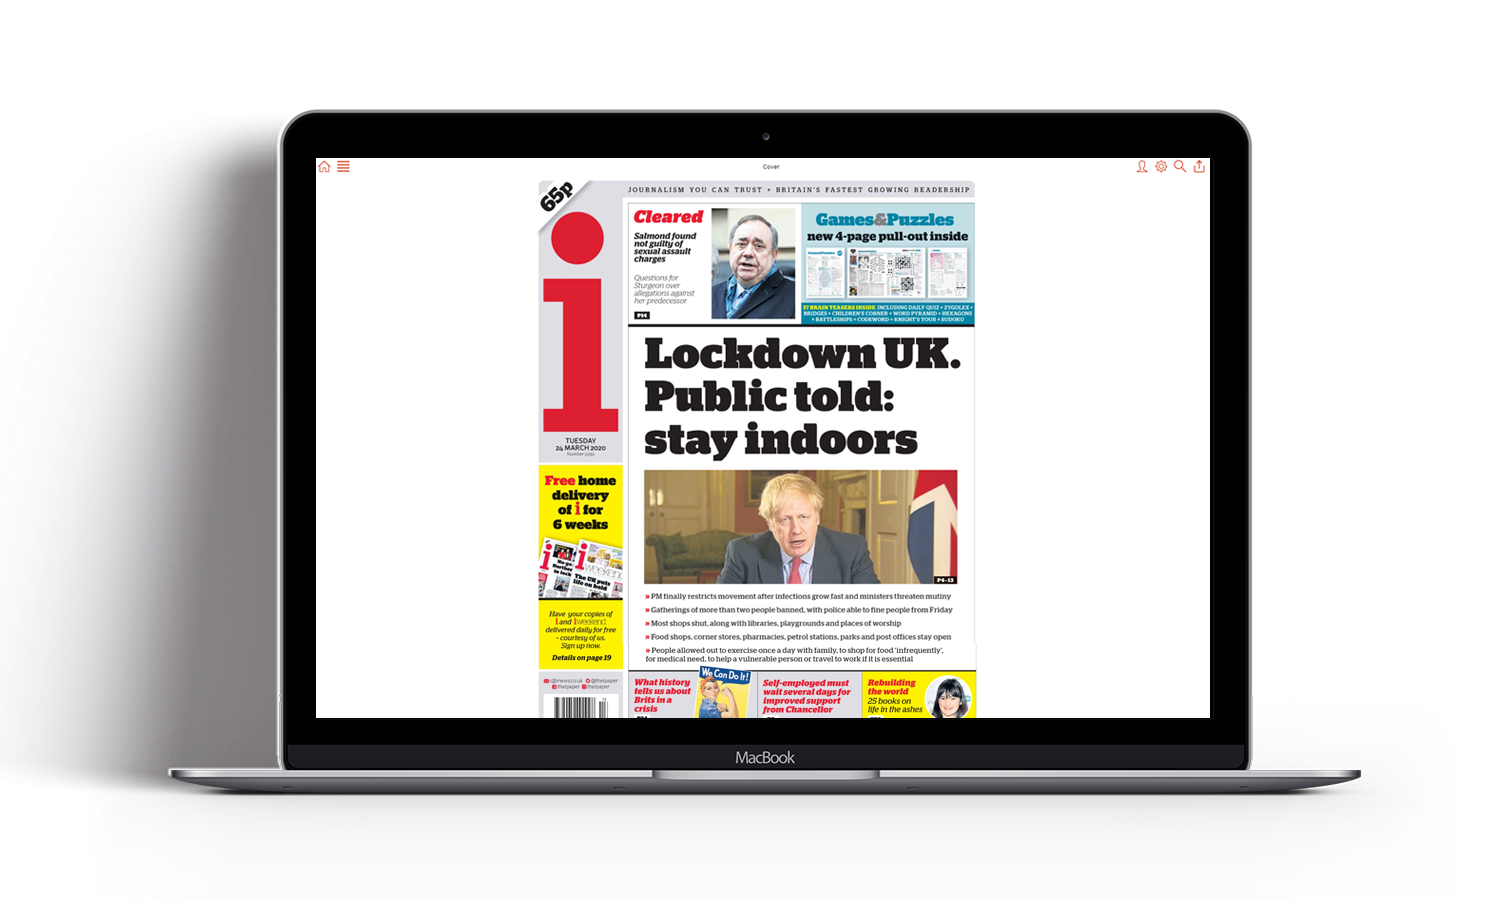 Cover
65p
JOURNALISM YOU CAN TRUST + BRITAIN'S FASTEST GROWING READERSHIP
i
TUESDAY
24 MARCH 2020
Cleared
Salmond found
not guilty of
sexual assault
charges
Questions for
Sturgeon over
allegations against
her predecessor
P14
Games&Puzzles
new 4-page pull-out inside
37 BRAIN TEASERS INSIDE INCLUDING DAILY QUIZ + ZYGOLEX +
BRIDGES + CHILDREN'S CORNER + WORD PYRAMID + HEXAGONS
+ BATTLESHIPS + CODEWORD + KNIGHT'S TOUR + SUDOKU
Lockdown UK.
Public told:
stay indoors
P4-13
» PM finally restricts movement after infections grow fast and ministers threaten mutiny
» Gatherings of more than two people banned, with police able to fine people from Friday
» Most shops shut, along with libraries, playgrounds and places of worship
» Food shops, corner stores, pharmacies, petrol stations, parks and post offices stay open
» People allowed out to exercise once a day with family, to shop for food 'infrequently',
for medical need, to help a vulnerable person or travel to work if it is essential
Free home
delivery
of i for
6 weeks
i
i weekend
The UK puts
life on hold
Have your copies of
i and iweekend
delivered daily for free
– courtesy of us.
Sign up now.
Details on page 19
i@inews.co.uk @theipaper
theipaper theipaper
What history
tells us about
Brits in a
crisis
We Can Do It!
Self-employed must
wait several days for
improved support
from Chancellor
Rebuilding
the world
25 books on
life in the ashes
MacBook